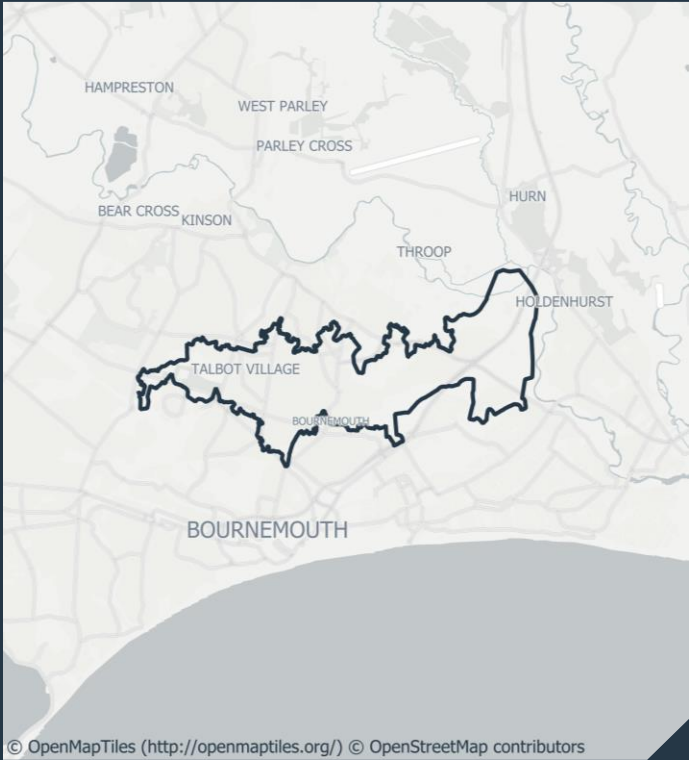 HAMPRESTON
WEST PARLEY
PARLEY CROSS
HURN
BEAR CROSS
KINSON
THROOP
HOLDENHURST
TALBOT VILLAGE
BOURNEMOUTH
BOURNEMOUTH
© OpenMapTiles (http://openmaptiles.org/) © OpenStreetMap contributors